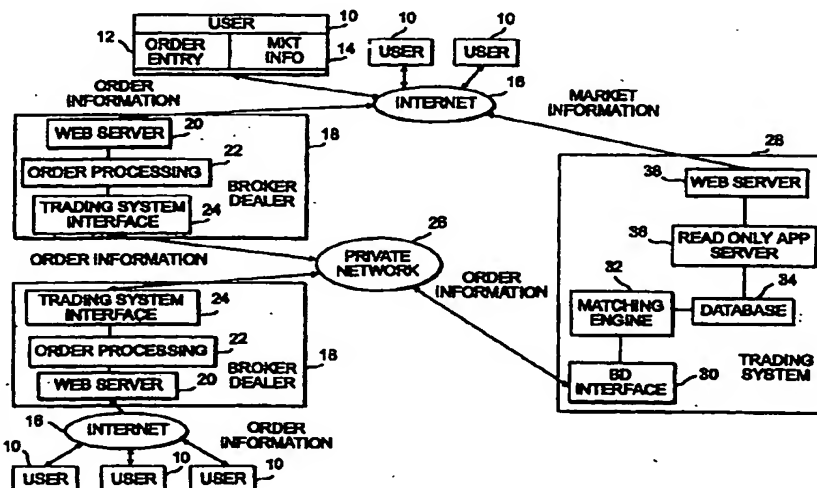 USER
10
12
ORDER ENTRY
MKT INFO
14
10
USER
10
USER
ORDER INFORMATION
INTERNET
16
MARKET INFORMATION
WEB SERVER
20
18
ORDER PROCESSING
22
BROKER DEALER
TRADING SYSTEM INTERFACE
24
28
38
WEB SERVER
36
READ ONLY APP SERVER
34
DATABASE
32
MATCHING ENGINE
TRADING SYSTEM
BD INTERFACE
30
ORDER INFORMATION
PRIVATE NETWORK
26
ORDER INFORMATION
TRADING SYSTEM INTERFACE
24
ORDER PROCESSING
22
BROKER DEALER
18
WEB SERVER
20
16
INTERNET
ORDER INFORMATION
10
USER
10
USER
10
USER